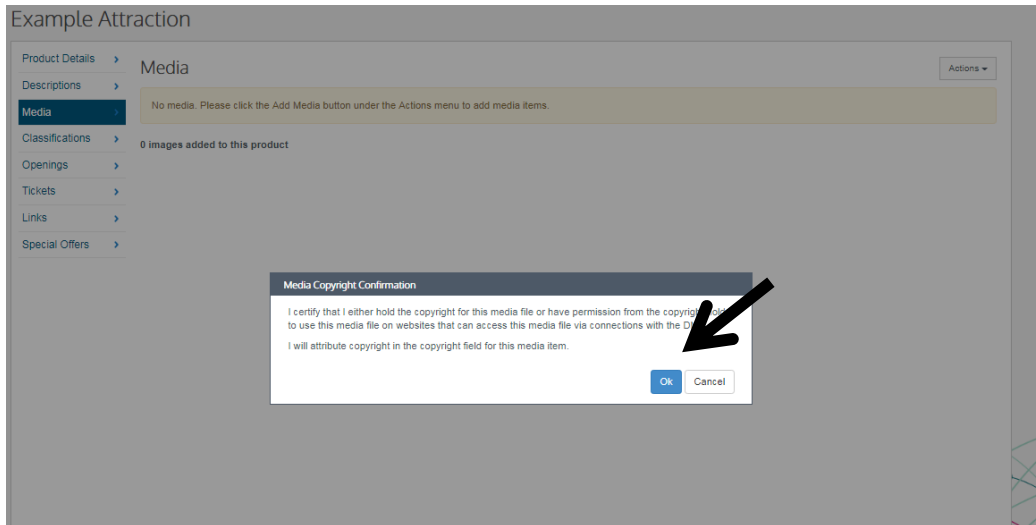 Example Attraction
Product Details
Descriptions
Media
Classifications
Openings
Tickets
Links
Special Offers
Media
Actions
No media. Please click the Add Media button under the Actions menu to add media items.
0 images added to this product
Media Copyright Confirmation
I certify that I either hold the copyright for this media file or have permission from the copyright
to use this media file on websites that can access this media file via connections with the
I will attribute copyright in the copyright field for this media item.
Ok
Cancel